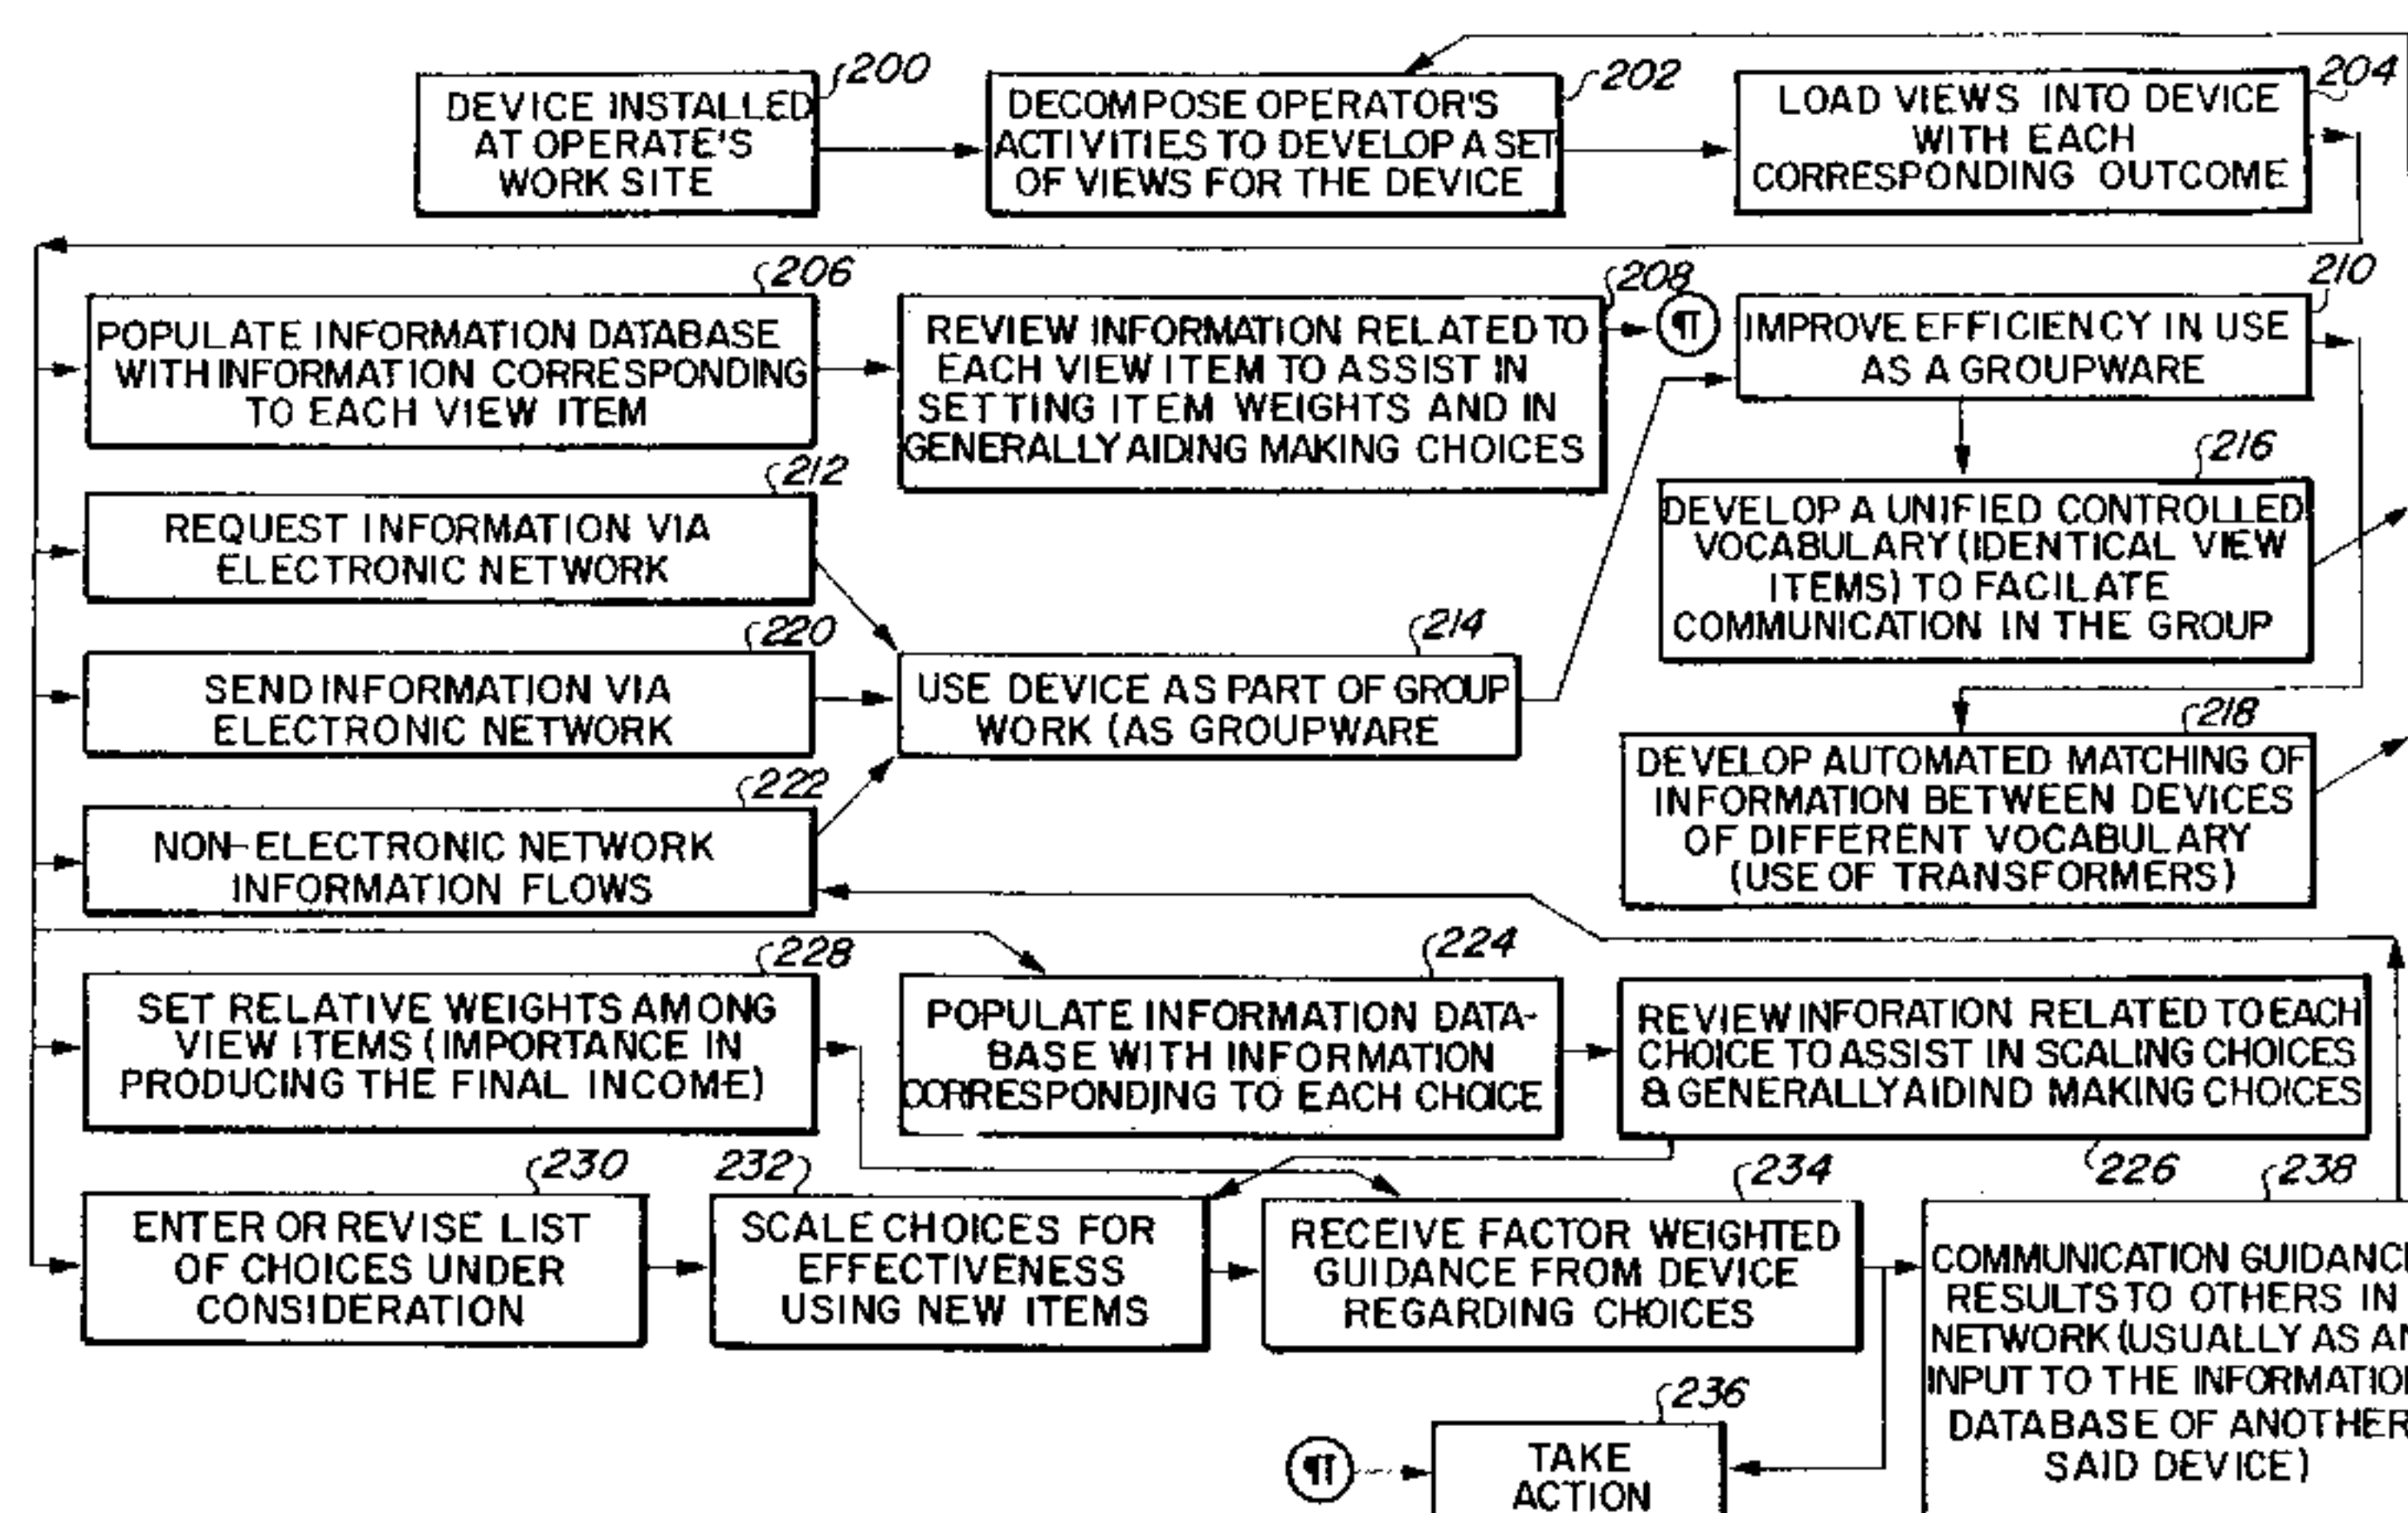 200
DEVICE INSTALLED
AT OPERATE'S
WORK SITE
202
DECOMPOSE OPERATOR'S
ACTIVITIES TO DEVELOP A SET
OF VIEWS FOR THE DEVICE
204
LOAD VIEWS INTO DEVICE
WITH EACH
CORRESPONDING OUTCOME
206
POPULATE INFORMATION DATABASE
WITH INFORMATION CORRESPONDING
TO EACH VIEW ITEM
208
REVIEW INFORMATION RELATED TO
EACH VIEW ITEM TO ASSIST IN
SETTING ITEM WEIGHTS AND IN
GENERALLY AIDING MAKING CHOICES
¶
210
IMPROVE EFFICIENCY IN USE
AS A GROUPWARE
212
REQUEST INFORMATION VIA
ELECTRONIC NETWORK
216
DEVELOP A UNIFIED CONTROLLED
VOCABULARY (IDENTICAL VIEW
ITEMS) TO FACILATE
COMMUNICATION IN THE GROUP
220
SEND INFORMATION VIA
ELECTRONIC NETWORK
214
USE DEVICE AS PART OF GROUP
WORK (AS GROUPWARE
218
DEVELOP AUTOMATED MATCHING OF
INFORMATION BETWEEN DEVICES
OF DIFFERENT VOCABULARY
(USE OF TRANSFORMERS)
222
NON-ELECTRONIC NETWORK
INFORMATION FLOWS
228
SET RELATIVE WEIGHTS AMONG
VIEW ITEMS (IMPORTANCE IN
PRODUCING THE FINAL INCOME)
224
POPULATE INFORMATION DATA-
BASE WITH INFORMATION
CORRESPONDING TO EACH CHOICE
REVIEW INFORATION RELATED TO EACH
CHOICE TO ASSIST IN SCALING CHOICES
& GENERALLY AIDIND MAKING CHOICES
226
230
ENTER OR REVISE LIST
OF CHOICES UNDER
CONSIDERATION
232
SCALE CHOICES FOR
EFFECTIVENESS
USING NEW ITEMS
234
RECEIVE FACTOR WEIGHTED
GUIDANCE FROM DEVICE
REGARDING CHOICES
238
COMMUNICATION GUIDANC
RESULTS TO OTHERS IN
NETWORK (USUALLY AS AN
INPUT TO THE INFORMATIO
DATABASE OF ANOTHER
SAID DEVICE)
236
¶
TAKE
ACTION